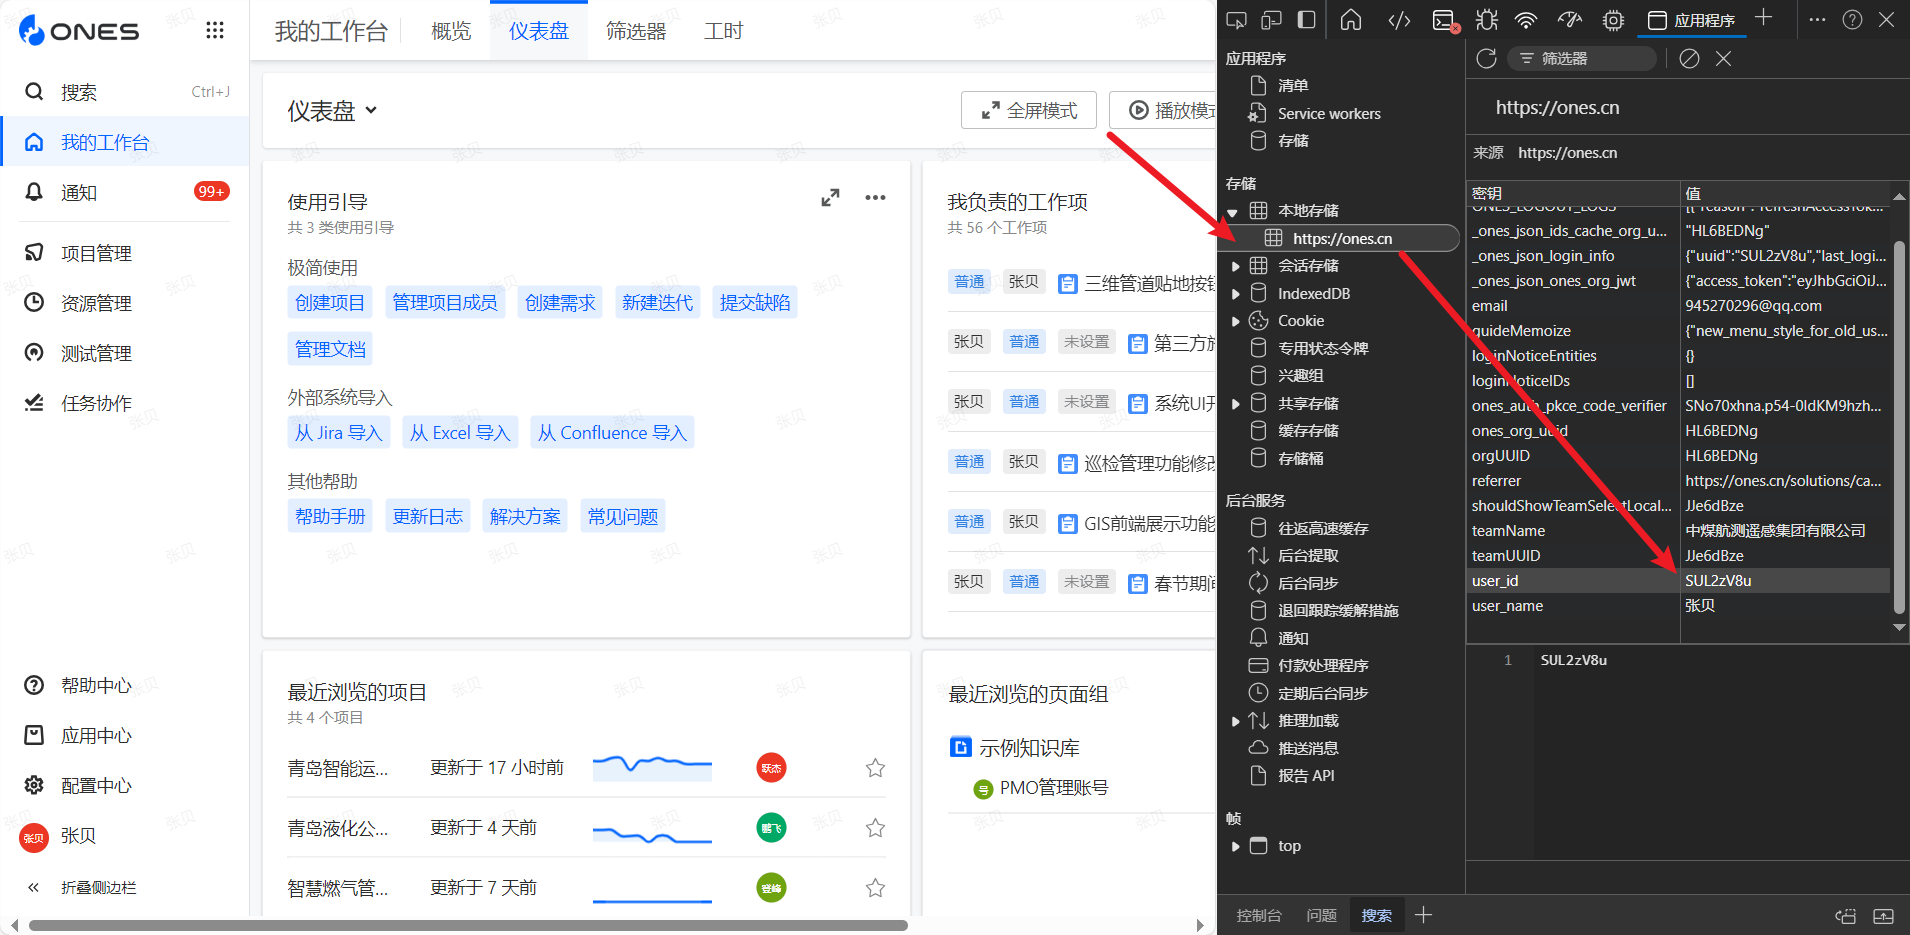 ONES
搜索 Ctrl+J
我的工作台
通知 99+
项目管理
资源管理
测试管理
任务协作
帮助中心
应用中心
配置中心
张贝 张贝
折叠侧边栏
我的工作台 概览 仪表盘 筛选器 工时
仪表盘 全屏模式 播放模式
使用引导
共 3 类使用引导
极简使用
创建项目 管理项目成员 创建需求 新建迭代 提交缺陷
管理文档
外部系统导入
从 Jira 导入 从 Excel 导入 从 Confluence 导入
其他帮助
帮助手册 更新日志 解决方案 常见问题
我负责的工作项
共 56 个工作项
普通 张贝 三维管道贴地按钮
张贝 普通 未设置 第三方施
张贝 普通 未设置 系统UI开
普通 张贝 巡检管理功能修改
普通 张贝 GIS前端展示功能
张贝 普通 未设置 春节期间
最近浏览的项目
共 4 个项目
青岛智能运... 更新于 17 小时前 跃杰
青岛液化公... 更新于 4 天前 鹏飞
智慧燃气管... 更新于 7 天前 登峰
最近浏览的页面组
示例知识库
号 PMO管理账号
应用程序
应用程序
清单
Service workers
存储
存储
本地存储
https://ones.cn
会话存储
IndexedDB
Cookie
专用状态令牌
兴趣组
共享存储
缓存存储
存储桶
后台服务
往返高速缓存
后台提取
后台同步
退回跟踪缓解措施
通知
付款处理程序
定期后台同步
推理加载
推送消息
报告 API
帧
top
筛选器
https://ones.cn
来源 https://ones.cn
密钥 值
ONES_LOGOUT_LOGS [{"reason":"refreshAccessTok...
_ones_json_ids_cache_org_u... "HL6BEDNg"
_ones_json_login_info {"uuid":"SUL2zV8u","last_logi...
_ones_json_ones_org_jwt {"access_token":"eyJhbGciOiJ...
email 945270296@qq.com
guideMemoize {"new_menu_style_for_old_us...
loginNoticeEntities {}
loginNoticeIDs []
ones_auth_pkce_code_verifier SNo70xhna.p54-0ldKM9hzh...
ones_org_uuid HL6BEDNg
orgUUID HL6BEDNg
referrer https://ones.cn/solutions/ca...
shouldShowTeamSelectLocal... JJe6dBze
teamName 中煤航测遥感集团有限公司
teamUUID JJe6dBze
user_id SUL2zV8u
user_name 张贝
1 SUL2zV8u
控制台 问题 搜索